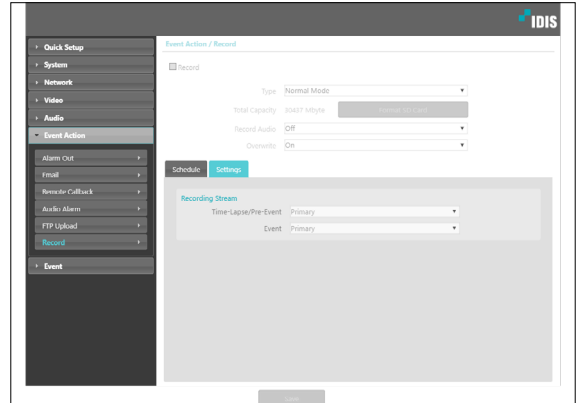 IDIS
Quick Setup
System
Network
Video
Audio
Event Action
Alarm Out
Email
Remote Callback
Audio Alarm
FTP Upload
Record
Event
Event Action / Record
Record
Type Normal Mode
Total Capacity 30437 MByte Format SD Card
Record Audio Off
Overwrite On
Schedule Settings
Recording Stream
Time-Lapse/Pre-Event Primary
Event Primary
Save